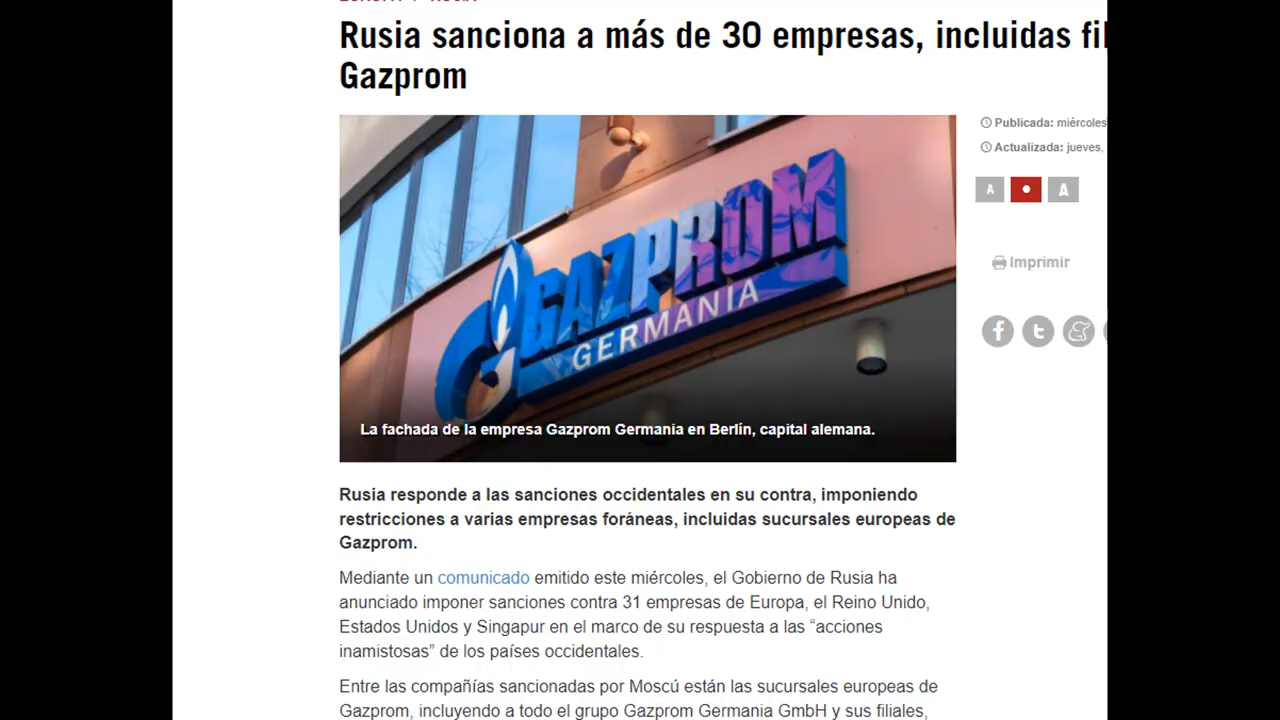 Rusia sanciona a más de 30 empresas, incluidas
Gazprom
Publicada: miércoles
Actualizada: jueves,
A A
Imprimir
GAZPROM
GERMANIA
La fachada de la empresa Gazprom Germania en Berlín, capital alemana.
Rusia responde a las sanciones occidentales en su contra, imponiendo
restricciones a varias empresas foráneas, incluidas sucursales europeas de
Gazprom.
Mediante un comunicado emitido este miércoles, el Gobierno de Rusia ha
anunciado imponer sanciones contra 31 empresas de Europa, el Reino Unido,
Estados Unidos y Singapur en el marco de su respuesta a las “acciones
inamistosas” de los países occidentales.
Entre las compañías sancionadas por Moscú están las sucursales europeas de
Gazprom, incluyendo a todo el grupo Gazprom Germania GmbH y sus filiales,